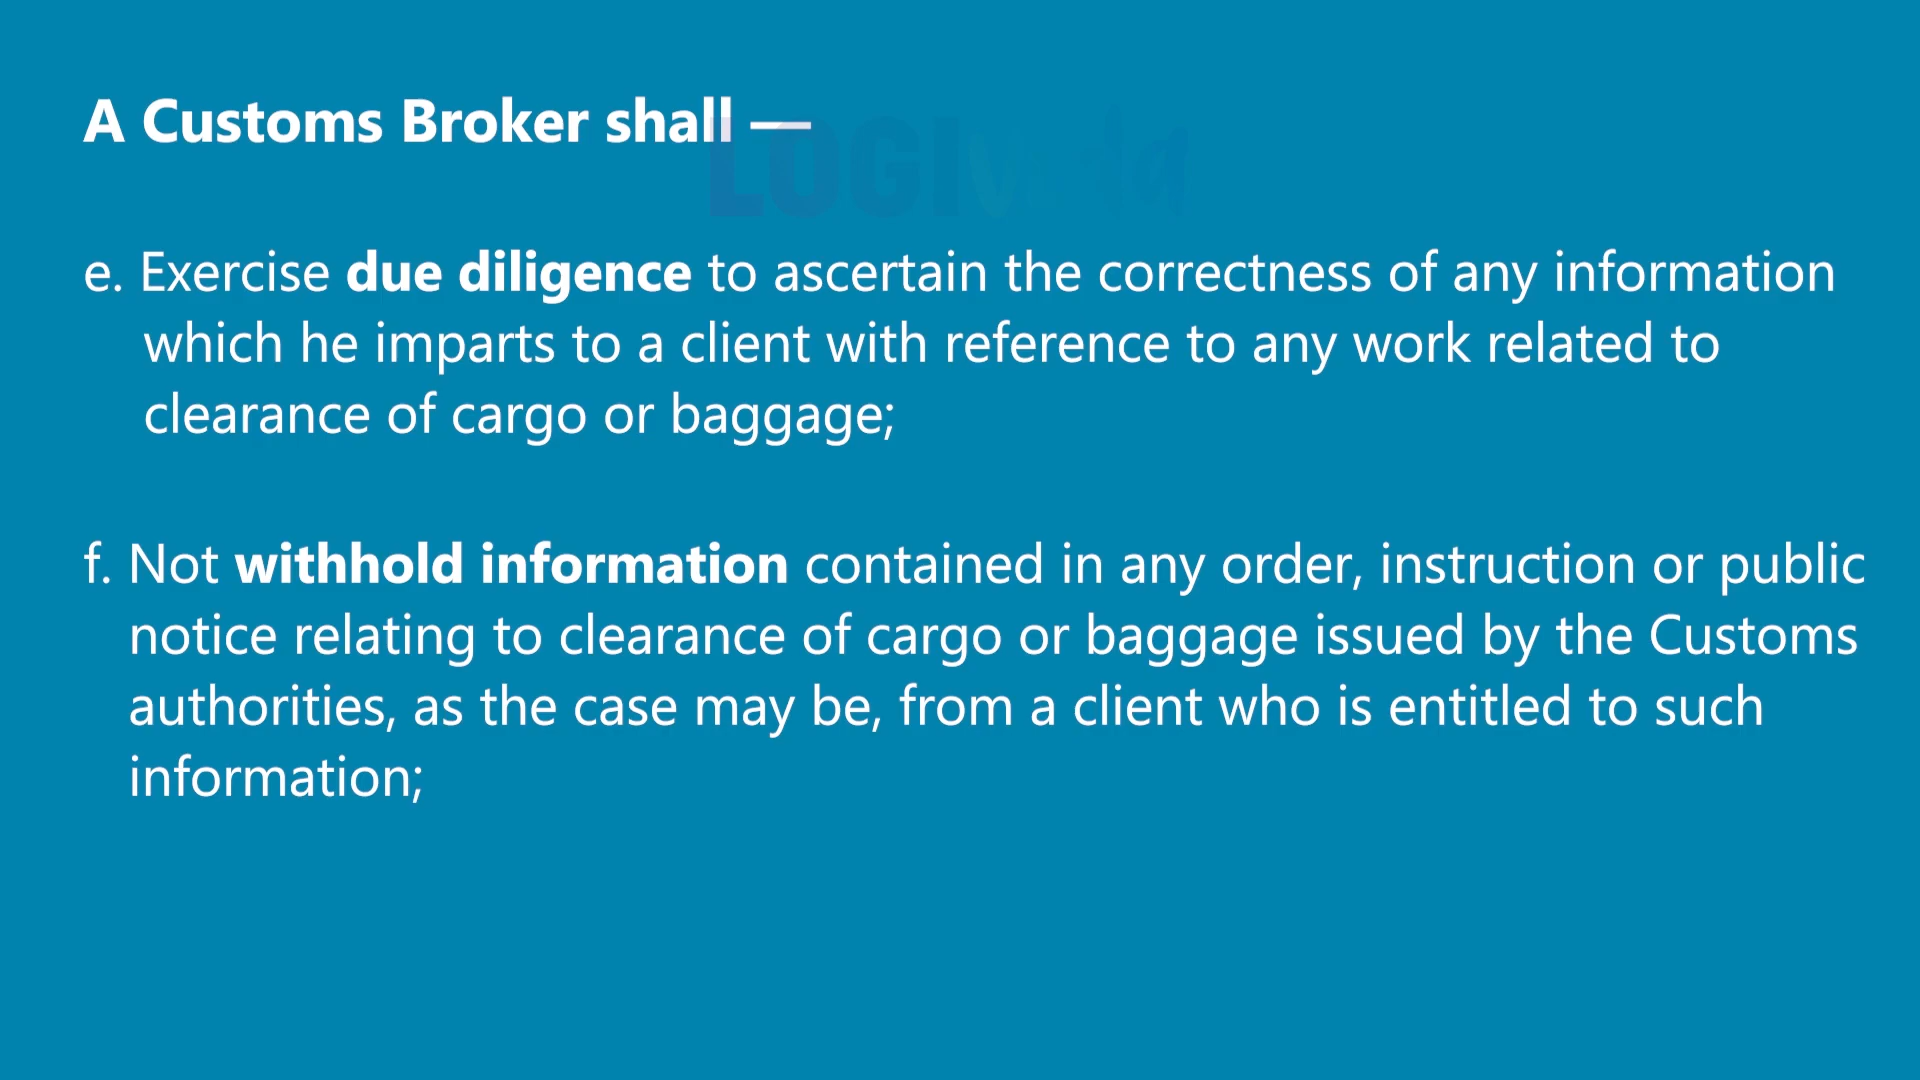 A Customs Broker shall —
LOGI
e. Exercise due diligence to ascertain the correctness of any information
which he imparts to a client with reference to any work related to
clearance of cargo or baggage;
f. Not withhold information contained in any order, instruction or public
notice relating to clearance of cargo or baggage issued by the Customs
authorities, as the case may be, from a client who is entitled to such
information;